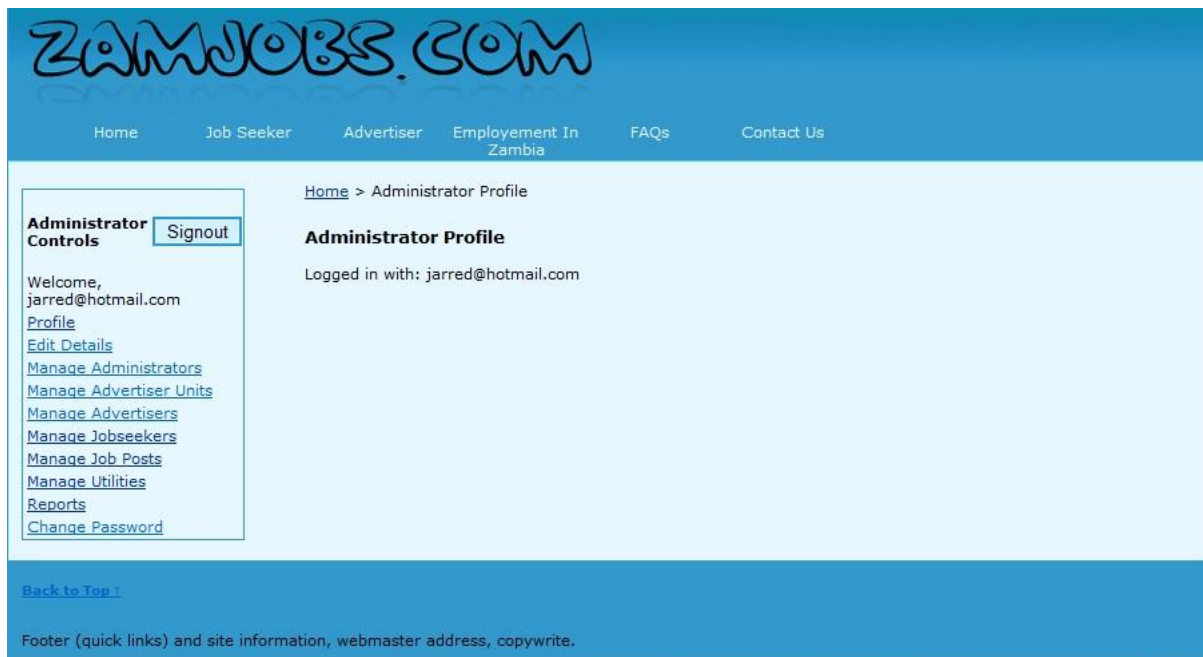 ZAMJOBS.COM
Home
Job Seeker
Advertiser
Employement In
Zambia
FAQs
Contact Us
Home > Administrator Profile
Administrator
Controls
Signout
Welcome,
jarred@hotmail.com
Profile
Edit Details
Manage Administrators
Manage Advertiser Units
Manage Advertisers
Manage Jobseekers
Manage Job Posts
Manage Utilities
Reports
Change Password
Administrator Profile
Logged in with: jarred@hotmail.com
Back to Top ↑
Footer (quick links) and site information, webmaster address, copywrite.